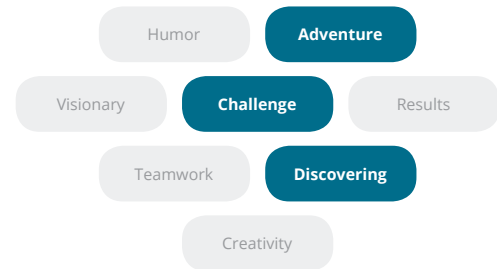 Humor Adventure
Visionary Challenge Results
Teamwork Discovering
Creativity